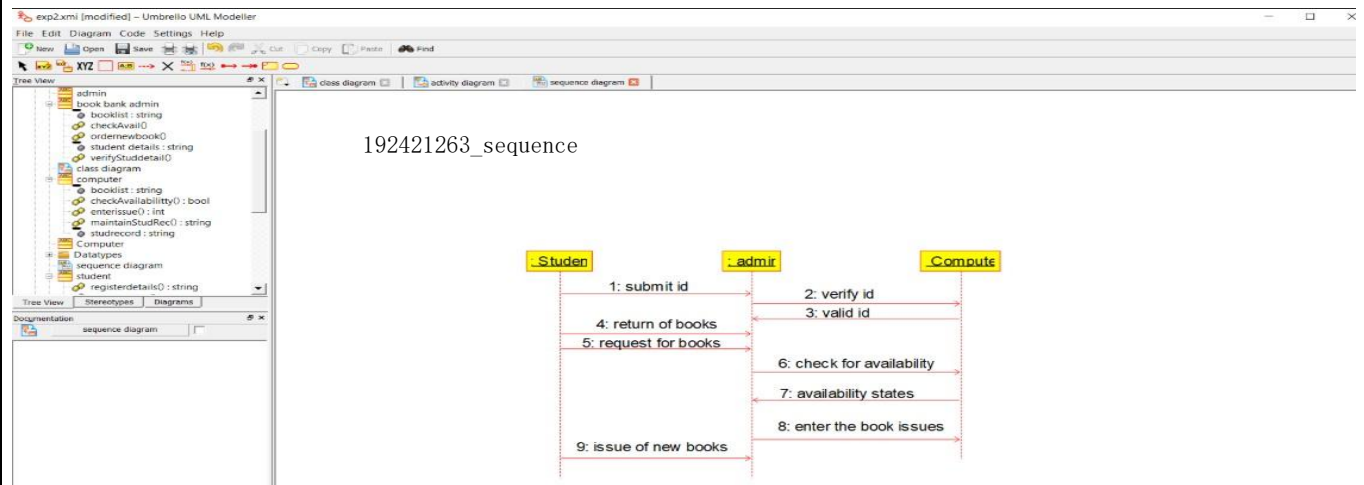 exp2.xmi [modified] – Umbrello UML Modeller
File Edit Diagram Code Settings Help
New Open Save Cut Copy Paste Find
XYZ
Tree View
class diagram activity diagram sequence diagram
admin
book bank admin
booklist : string
checkAvail()
ordernewbook()
student details : string
verifyStuddetail()
class diagram
computer
booklist : string
checkAvailabilitty() : bool
enterissue() : int
maintainStudRec() : string
studrecord : string
Computer
Datatypes
sequence diagram
student
registerdetails() : string
Tree View Stereotypes Diagrams
Documentation
sequence diagram
192421263_sequence
: Studen : admir Compute
1: submit id
2: verify id
3: valid id
4: return of books
5: request for books
6: check for availability
7: availability states
8: enter the book issues
9: issue of new books